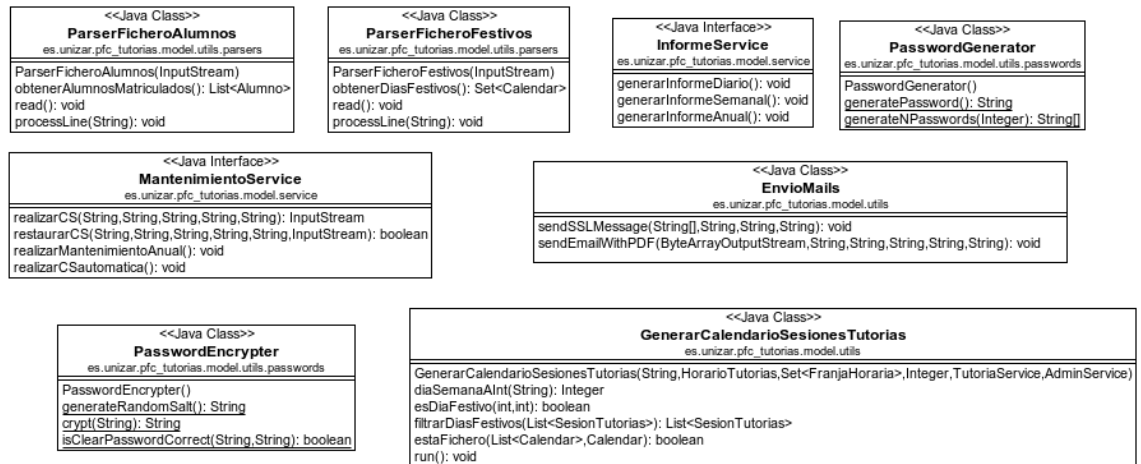 <<Java Class>>
ParserFicheroAlumnos
es.unizar.pfc_tutorias.model.utils.parsers
ParserFicheroAlumnos(InputStream)
obtenerAlumnosMatriculados(): List<Alumno>
read(): void
processLine(String): void
<<Java Class>>
ParserFicheroFestivos
es.unizar.pfc_tutorias.model.utils.parsers
ParserFicheroFestivos(InputStream)
obtenerDiasFestivos(): Set<Calendar>
read(): void
processLine(String): void
<<Java Interface>>
InformeService
es.unizar.pfc_tutorias.model.service
generarInformeDiario(): void
generarInformeSemanal(): void
generarInformeAnual(): void
<<Java Class>>
PasswordGenerator
es.unizar.pfc_tutorias.model.utils.passwords
PasswordGenerator()
generatePassword(): String
generateNPasswords(Integer): String[]
<<Java Interface>>
MantenimientoService
es.unizar.pfc_tutorias.model.service
realizarCS(String,String,String,String,String): InputStream
restaurarCS(String,String,String,String,String,InputStream): boolean
realizarMantenimientoAnual(): void
realizarCSautomatica(): void
<<Java Class>>
EnvioMails
es.unizar.pfc_tutorias.model.utils
sendSSLMessage(String[],String,String,String): void
sendEmailWithPDF(ByteArrayOutputStream,String,String,String,String,String): void
<<Java Class>>
PasswordEncrypter
es.unizar.pfc_tutorias.model.utils.passwords
PasswordEncrypter()
generateRandomSalt(): String
crypt(String): String
isClearPasswordCorrect(String,String): boolean
<<Java Class>>
GenerarCalendarioSesionesTutorias
es.unizar.pfc_tutorias.model.utils
GenerarCalendarioSesionesTutorias(String,HorarioTutorias,Set<FranjaHoraria>,Integer,TutoriaService,AdminService)
diaSemanaAInt(String): Integer
esDiaFestivo(int,int): boolean
filtrarDiasFestivos(List<SesionTutorias>): List<SesionTutorias>
estaFichero(List<Calendar>,Calendar): boolean
run(): void